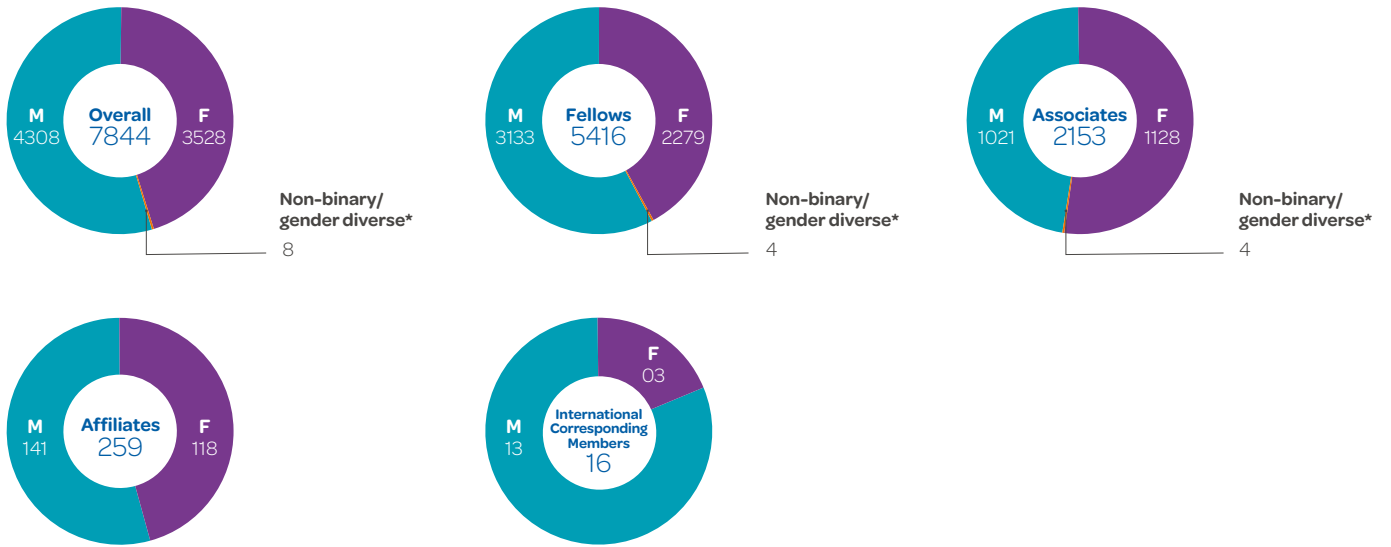 M
4308
Overall
7844
F
3528
Non-binary/
gender diverse*
8
M
3133
Fellows
5416
F
2279
Non-binary/
gender diverse*
4
M
1021
Associates
2153
F
1128
Non-binary/
gender diverse*
4
M
141
Affiliates
259
F
118
M
13
International
Corresponding
Members
16
F
03